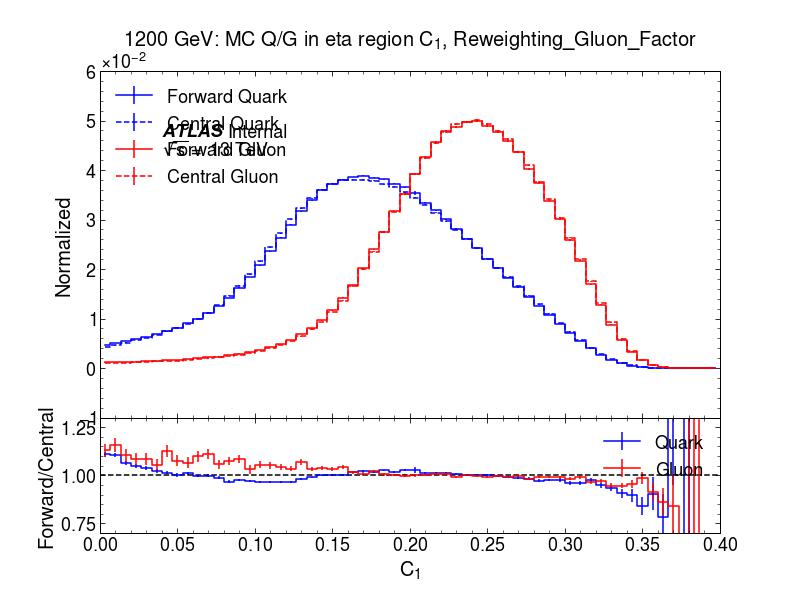 1200 GeV: MC Q/G in eta region C₁, Reweighting_Gluon_Factor
×10⁻²
6
5
4
3
2
1
0
−1
Normalized
Forward Quark
Central Quark
ATLAS Internal
√s = 13 TeV
Forward Gluon
Central Gluon
1.25
1.00
0.75
Forward/Central
Quark
Gluon
0.00 0.05 0.10 0.15 0.20 0.25 0.30 0.35 0.40
C₁